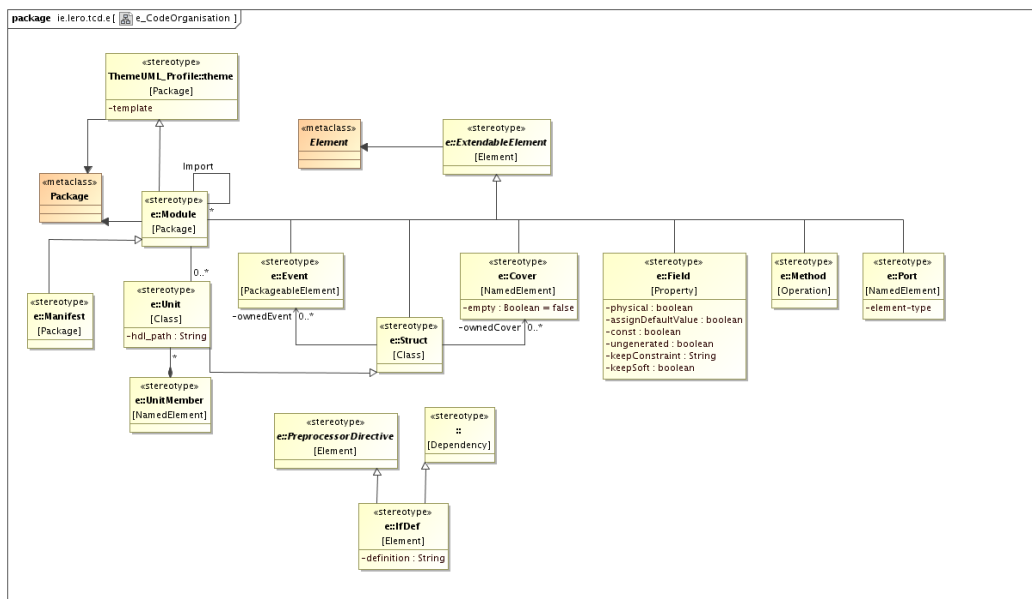 package ie.lero.tcd.e [ e_CodeOrganisation ]
«stereotype»
ThemeUML_Profile::theme
[Package]
-template
«metaclass»
Element
«stereotype»
e::ExtendableElement
[Element]
Import
*
«metaclass»
Package
«stereotype»
e::Module
[Package]
0..*
«stereotype»
e::Manifest
[Package]
«stereotype»
e::Unit
[Class]
-hdl_path : String
*
«stereotype»
e::UnitMember
[NamedElement]
«stereotype»
e::Event
[PackageableElement]
-ownedEvent
0..*
«stereotype»
e::Struct
[Class]
«stereotype»
e::Cover
[NamedElement]
-empty : Boolean = false
-ownedCover
0..*
«stereotype»
e::Field
[Property]
-physical : boolean
-assignDefaultValue : boolean
-const : boolean
-ungenerated : boolean
-keepConstraint : String
-keepSoft : boolean
«stereotype»
e::Method
[Operation]
«stereotype»
e::Port
[NamedElement]
-element-type
«stereotype»
e::PreprocessorDirective
[Element]
«stereotype»
::
[Dependency]
«stereotype»
e::IfDef
[Element]
-definition : String